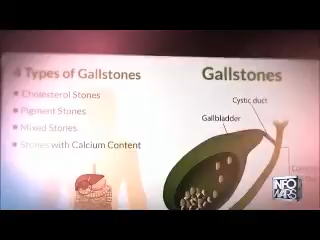 4 Types of Gallstones
Cholesterol Stones
Pigment Stones
Mixed Stones
Stones with Calcium Content
Gallstones
Cystic duct
Gallbladder
INFO
WARS